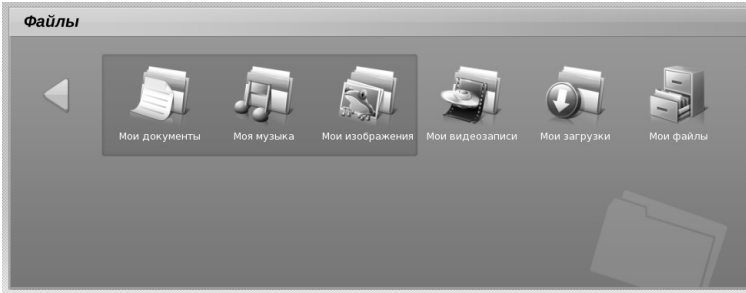 Файлы
Мои документы
Моя музыка
Мои изображения
Мои видеозаписи
Мои загрузки
Мои файлы